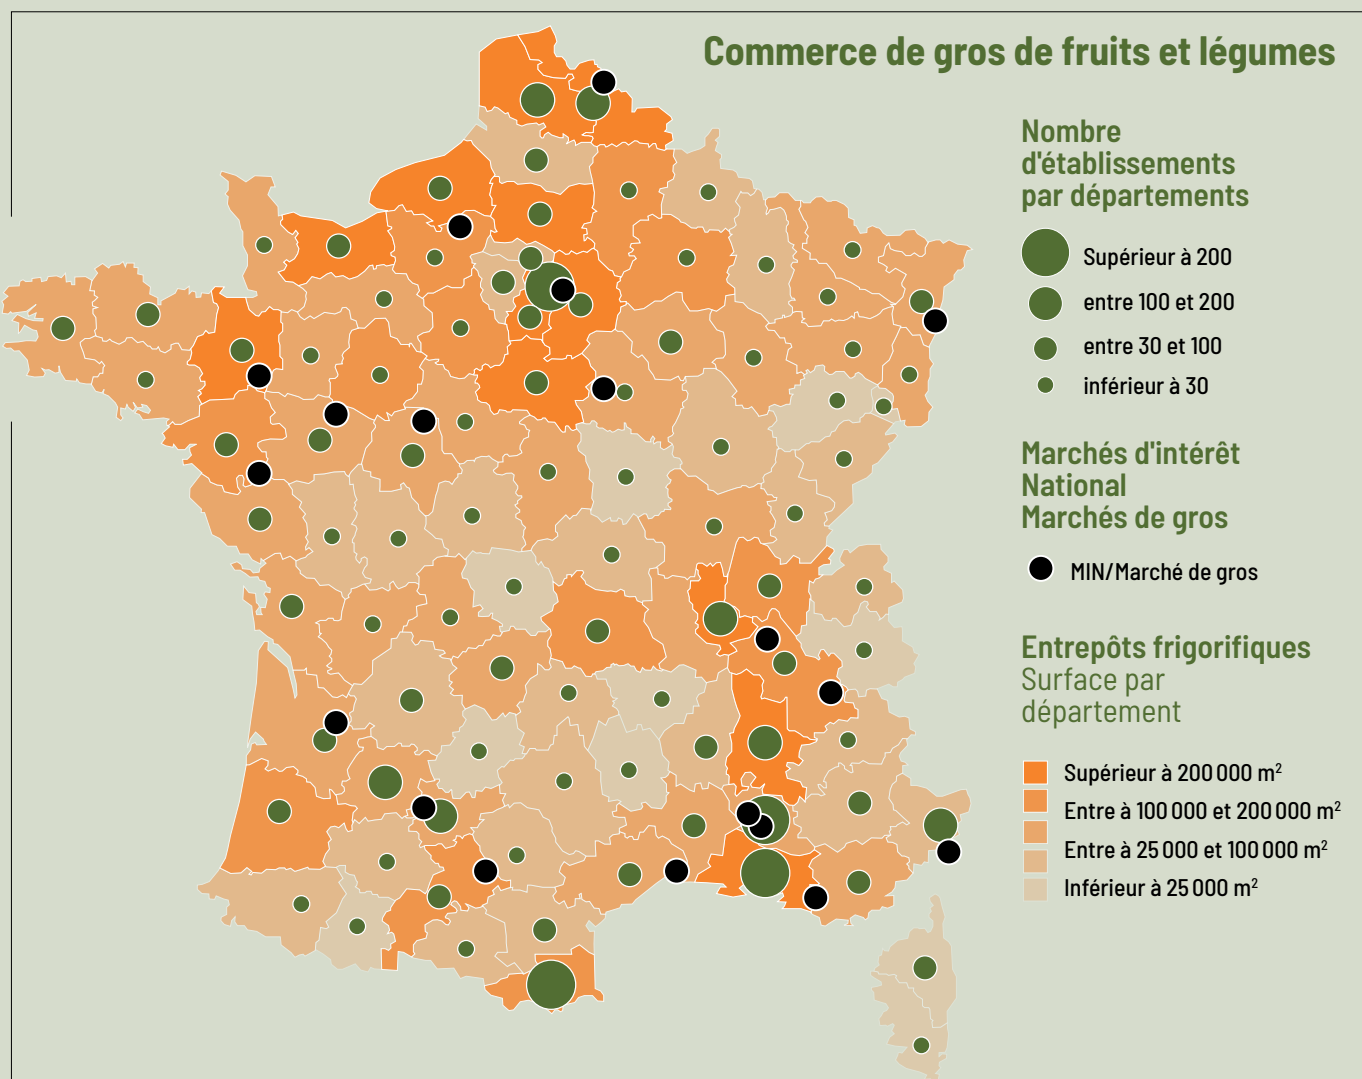 Commerce de gros de fruits et légumes
Nombre
d'établissements
par départements
Supérieur à 200
entre 100 et 200
entre 30 et 100
inférieur à 30
Marchés d'intérêt
National
Marchés de gros
MIN/Marché de gros
Entrepôts frigorifiques
Surface par
département
Supérieur à 200 000 m²
Entre à 100 000 et 200 000 m²
Entre à 25 000 et 100 000 m²
Inférieur à 25 000 m²